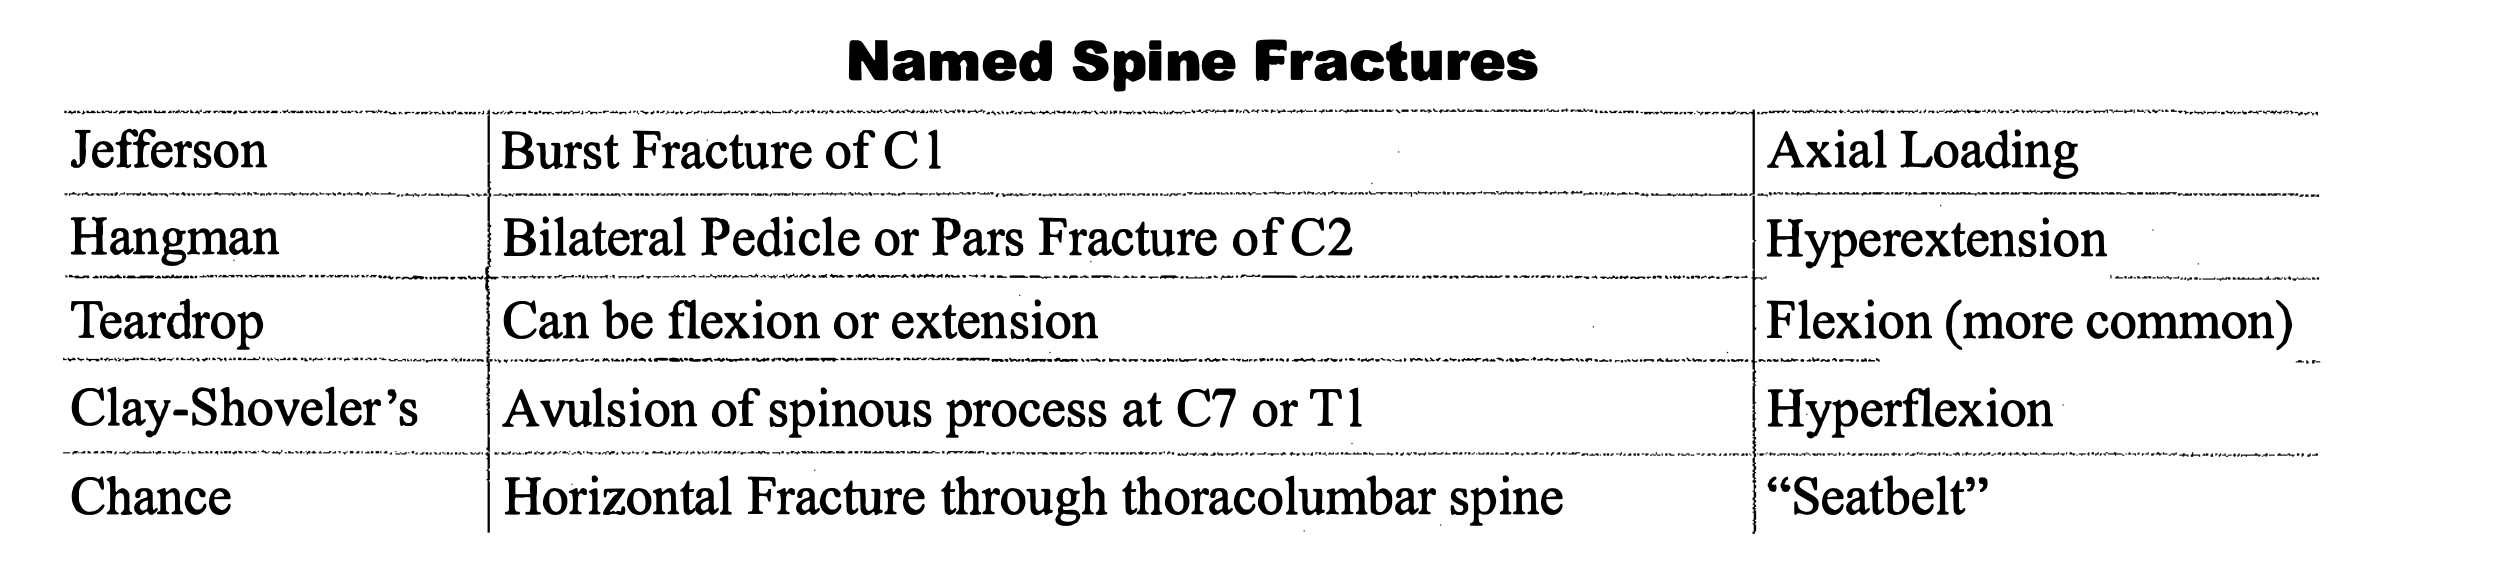 Named Spine Fractures
Jefferson Burst Fracture of C1 Axial Loading
Hangman Bilateral Pedicle or Pars Fracture of C2 Hyperextension
Teardrop Can be flexion or extension Flexion (more common)
Clay-Shoveler's Avulsion of spinous process at C7 or T1 Hyperflexion
Chance Horizontal Fracture through thoracolumbar spine “Seatbelt”